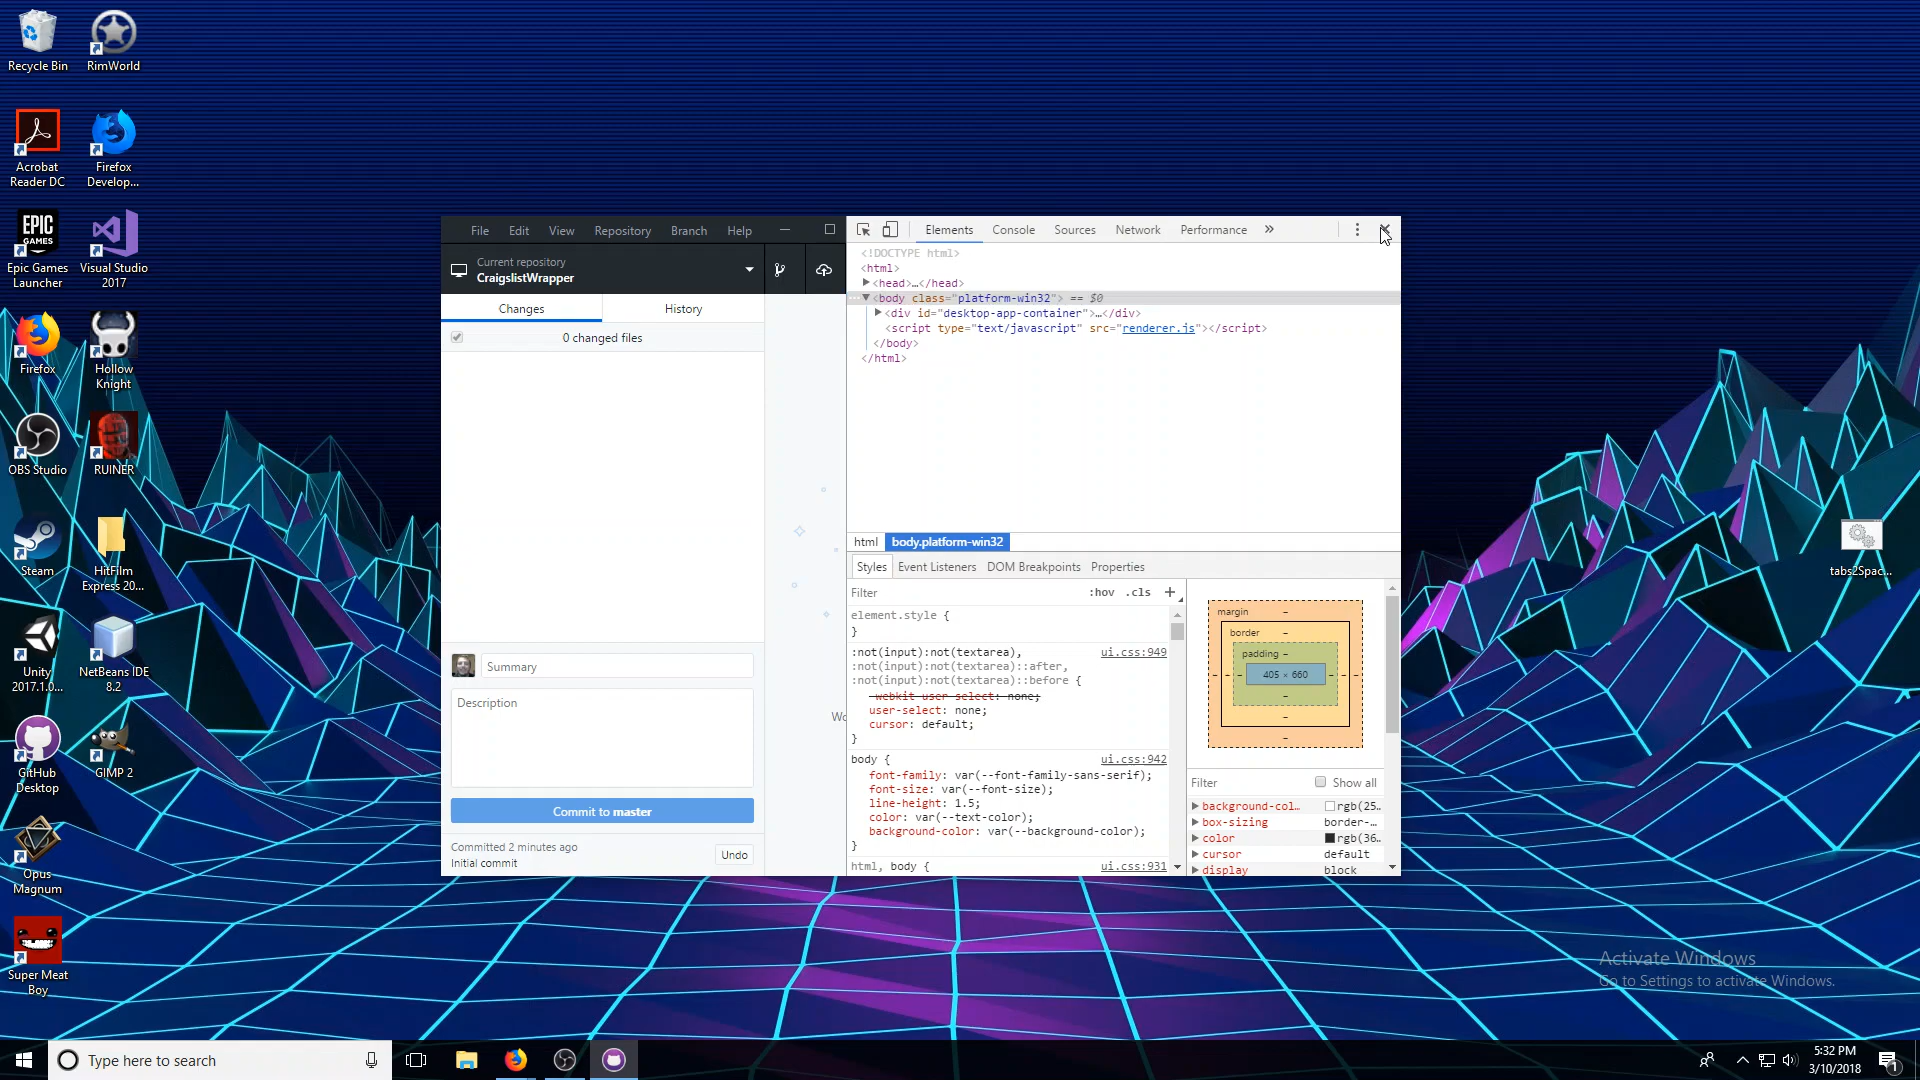 Recycle Bin
RimWorld
Acrobat
Reader DC
Firefox
Develop...
EPIC
GAMES
Epic Games
Launcher
Visual Studio
2017
Firefox
Hollow
Knight
OBS Studio
RUINER
Steam
HitFilm
Express 20...
Unity
2017.1.0...
NetBeans IDE
8.2
GitHub
Desktop
GIMP 2
Opus
Magnum
Super Meat
Boy
File Edit View Repository Branch Help
Current repository
CraigslistWrapper
Changes History
0 changed files
Summary
Description
Commit to master
Committed 2 minutes ago
Initial commit
Undo
Elements Console Sources Network Performance »
<!DOCTYPE html>
<html>
<head>…</head>
<body class="platform-win32"> == $0
<div id="desktop-app-container">…</div>
<script type="text/javascript" src="renderer.js"></script>
</body>
</html>
html body.platform-win32
Styles Event Listeners DOM Breakpoints Properties
Filter :hov .cls +
element.style {
}
:not(input):not(textarea), ui.css:949
:not(input):not(textarea)::after,
:not(input):not(textarea)::before {
-webkit-user-select: none;
user-select: none;
cursor: default;
}
body { ui.css:942
font-family: var(--font-family-sans-serif);
font-size: var(--font-size);
line-height: 1.5;
color: var(--text-color);
background-color: var(--background-color);
}
html, body { ui.css:931
margin -
border -
padding -
405 × 660
Filter Show all
background-col… rgb(25…
box-sizing border-…
color rgb(36…
cursor default
display block
tabs2Spac...
Activate Windows
Go to Settings to activate Windows.
Type here to search
5:32 PM
3/10/2018
1